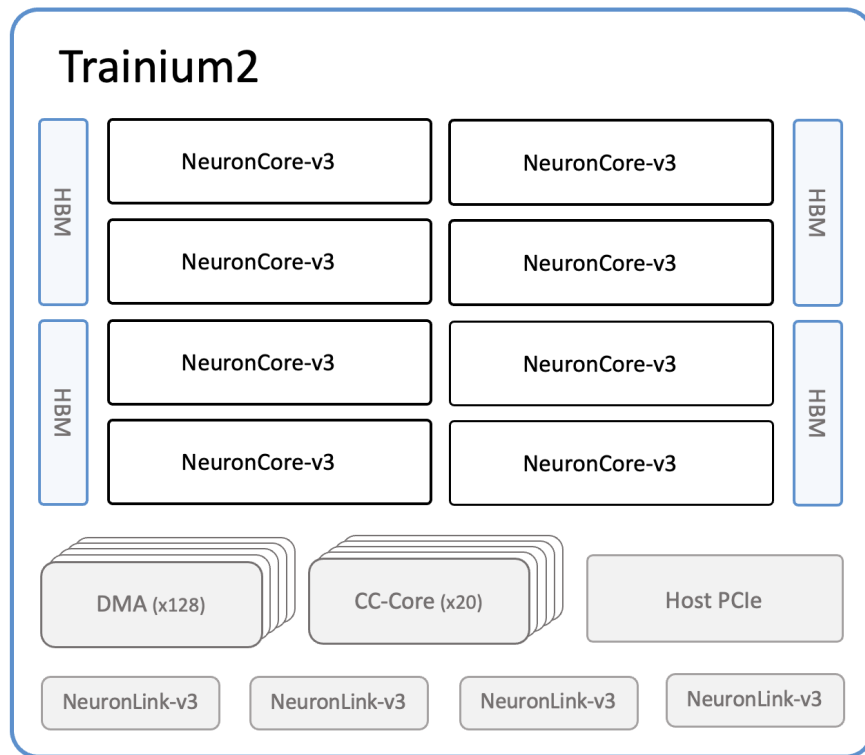 Trainium2
HBM
NeuronCore-v3
NeuronCore-v3
HBM
NeuronCore-v3
NeuronCore-v3
HBM
NeuronCore-v3
NeuronCore-v3
HBM
NeuronCore-v3
NeuronCore-v3
DMA (x128)
CC-Core (x20)
Host PCIe
NeuronLink-v3
NeuronLink-v3
NeuronLink-v3
NeuronLink-v3